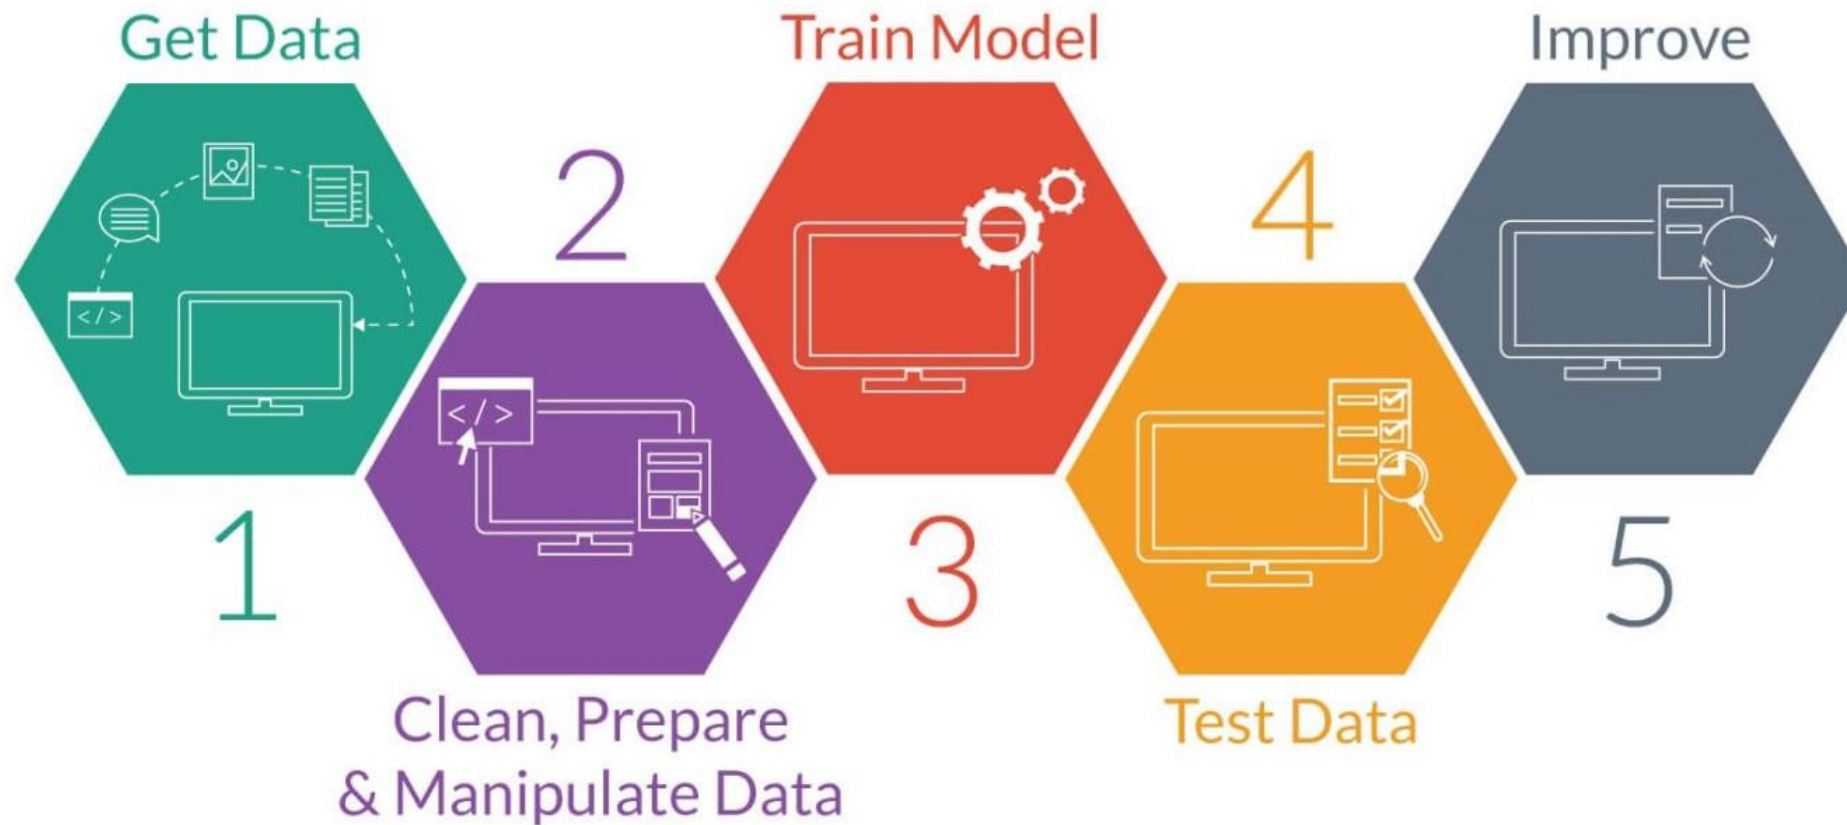 Get Data
1
2
Clean, Prepare
& Manipulate Data
Train Model
3
4
Test Data
Improve
5
</ >
</ >